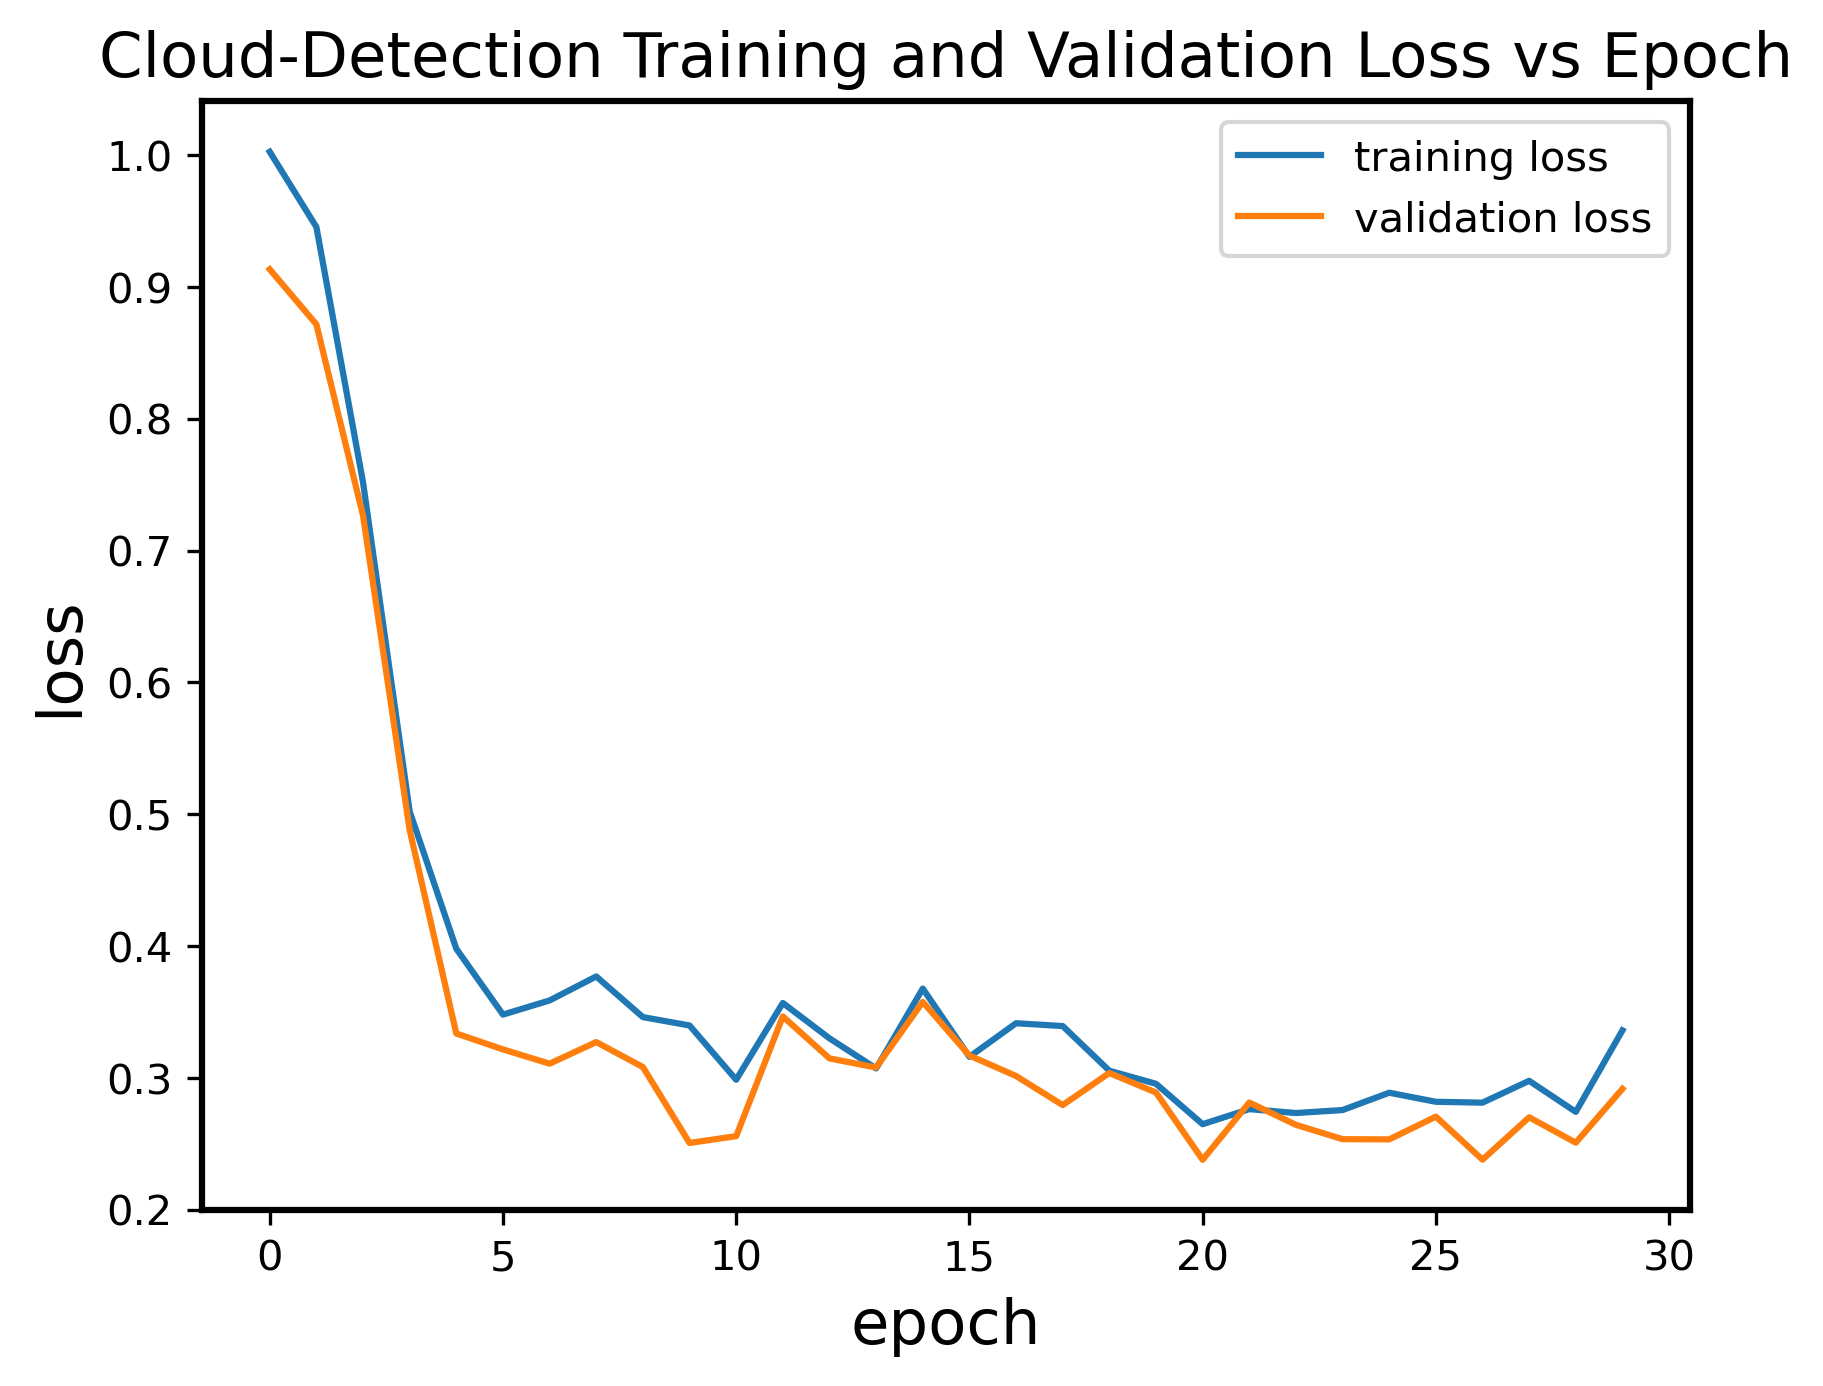 Cloud-Detection Training and Validation Loss vs Epoch
training loss
validation loss
1.0
0.9
0.8
0.7
0.6
0.5
0.4
0.3
0.2
loss
0 5 10 15 20 25 30
epoch